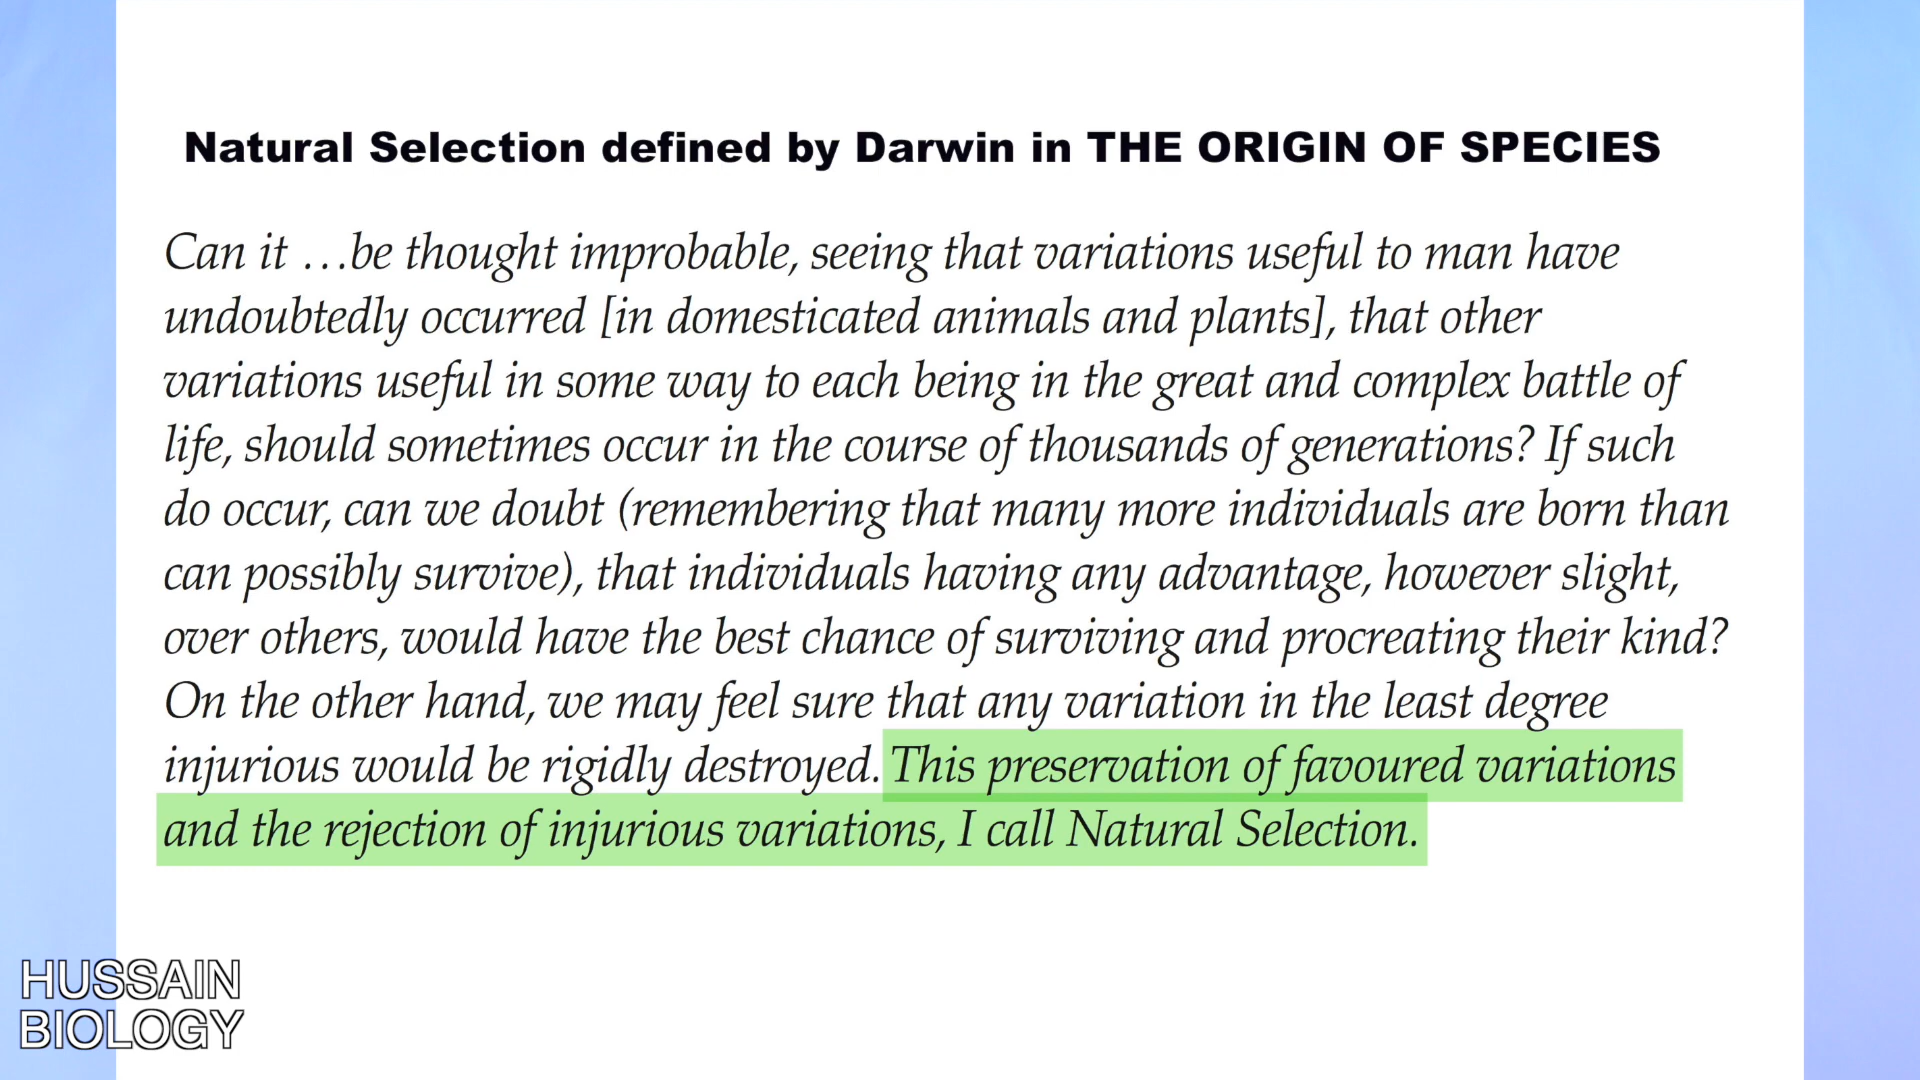 Natural Selection defined by Darwin in THE ORIGIN OF SPECIES
Can it …be thought improbable, seeing that variations useful to man have
undoubtedly occurred [in domesticated animals and plants], that other
variations useful in some way to each being in the great and complex battle of
life, should sometimes occur in the course of thousands of generations? If such
do occur, can we doubt (remembering that many more individuals are born than
can possibly survive), that individuals having any advantage, however slight,
over others, would have the best chance of surviving and procreating their kind?
On the other hand, we may feel sure that any variation in the least degree
injurious would be rigidly destroyed. This preservation of favoured variations
and the rejection of injurious variations, I call Natural Selection.
HUSSAIN
BIOLOGY